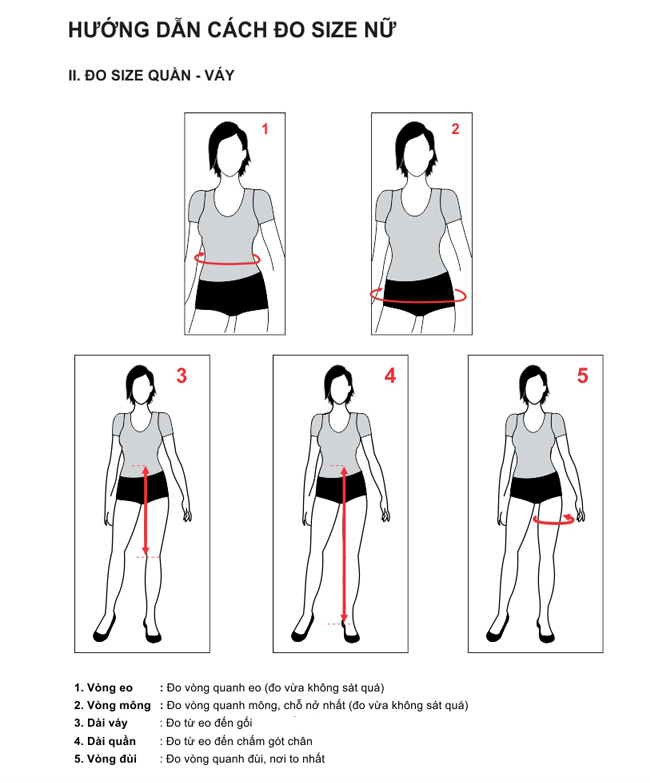 HƯỚNG DẪN CÁCH ĐO SIZE NỮ
II. ĐO SIZE QUẦN - VÁY
1
2
3
4
5
1. Vòng eo : Đo vòng quanh eo (đo vừa không sát quá)
2. Vòng mông : Đo vòng quanh mông, chỗ nở nhất (đo vừa không sát quá)
3. Dài váy : Đo từ eo đến gối
4. Dài quần : Đo từ eo đến chấm gót chân
5. Vòng đùi : Đo vòng quanh đùi, nơi to nhất